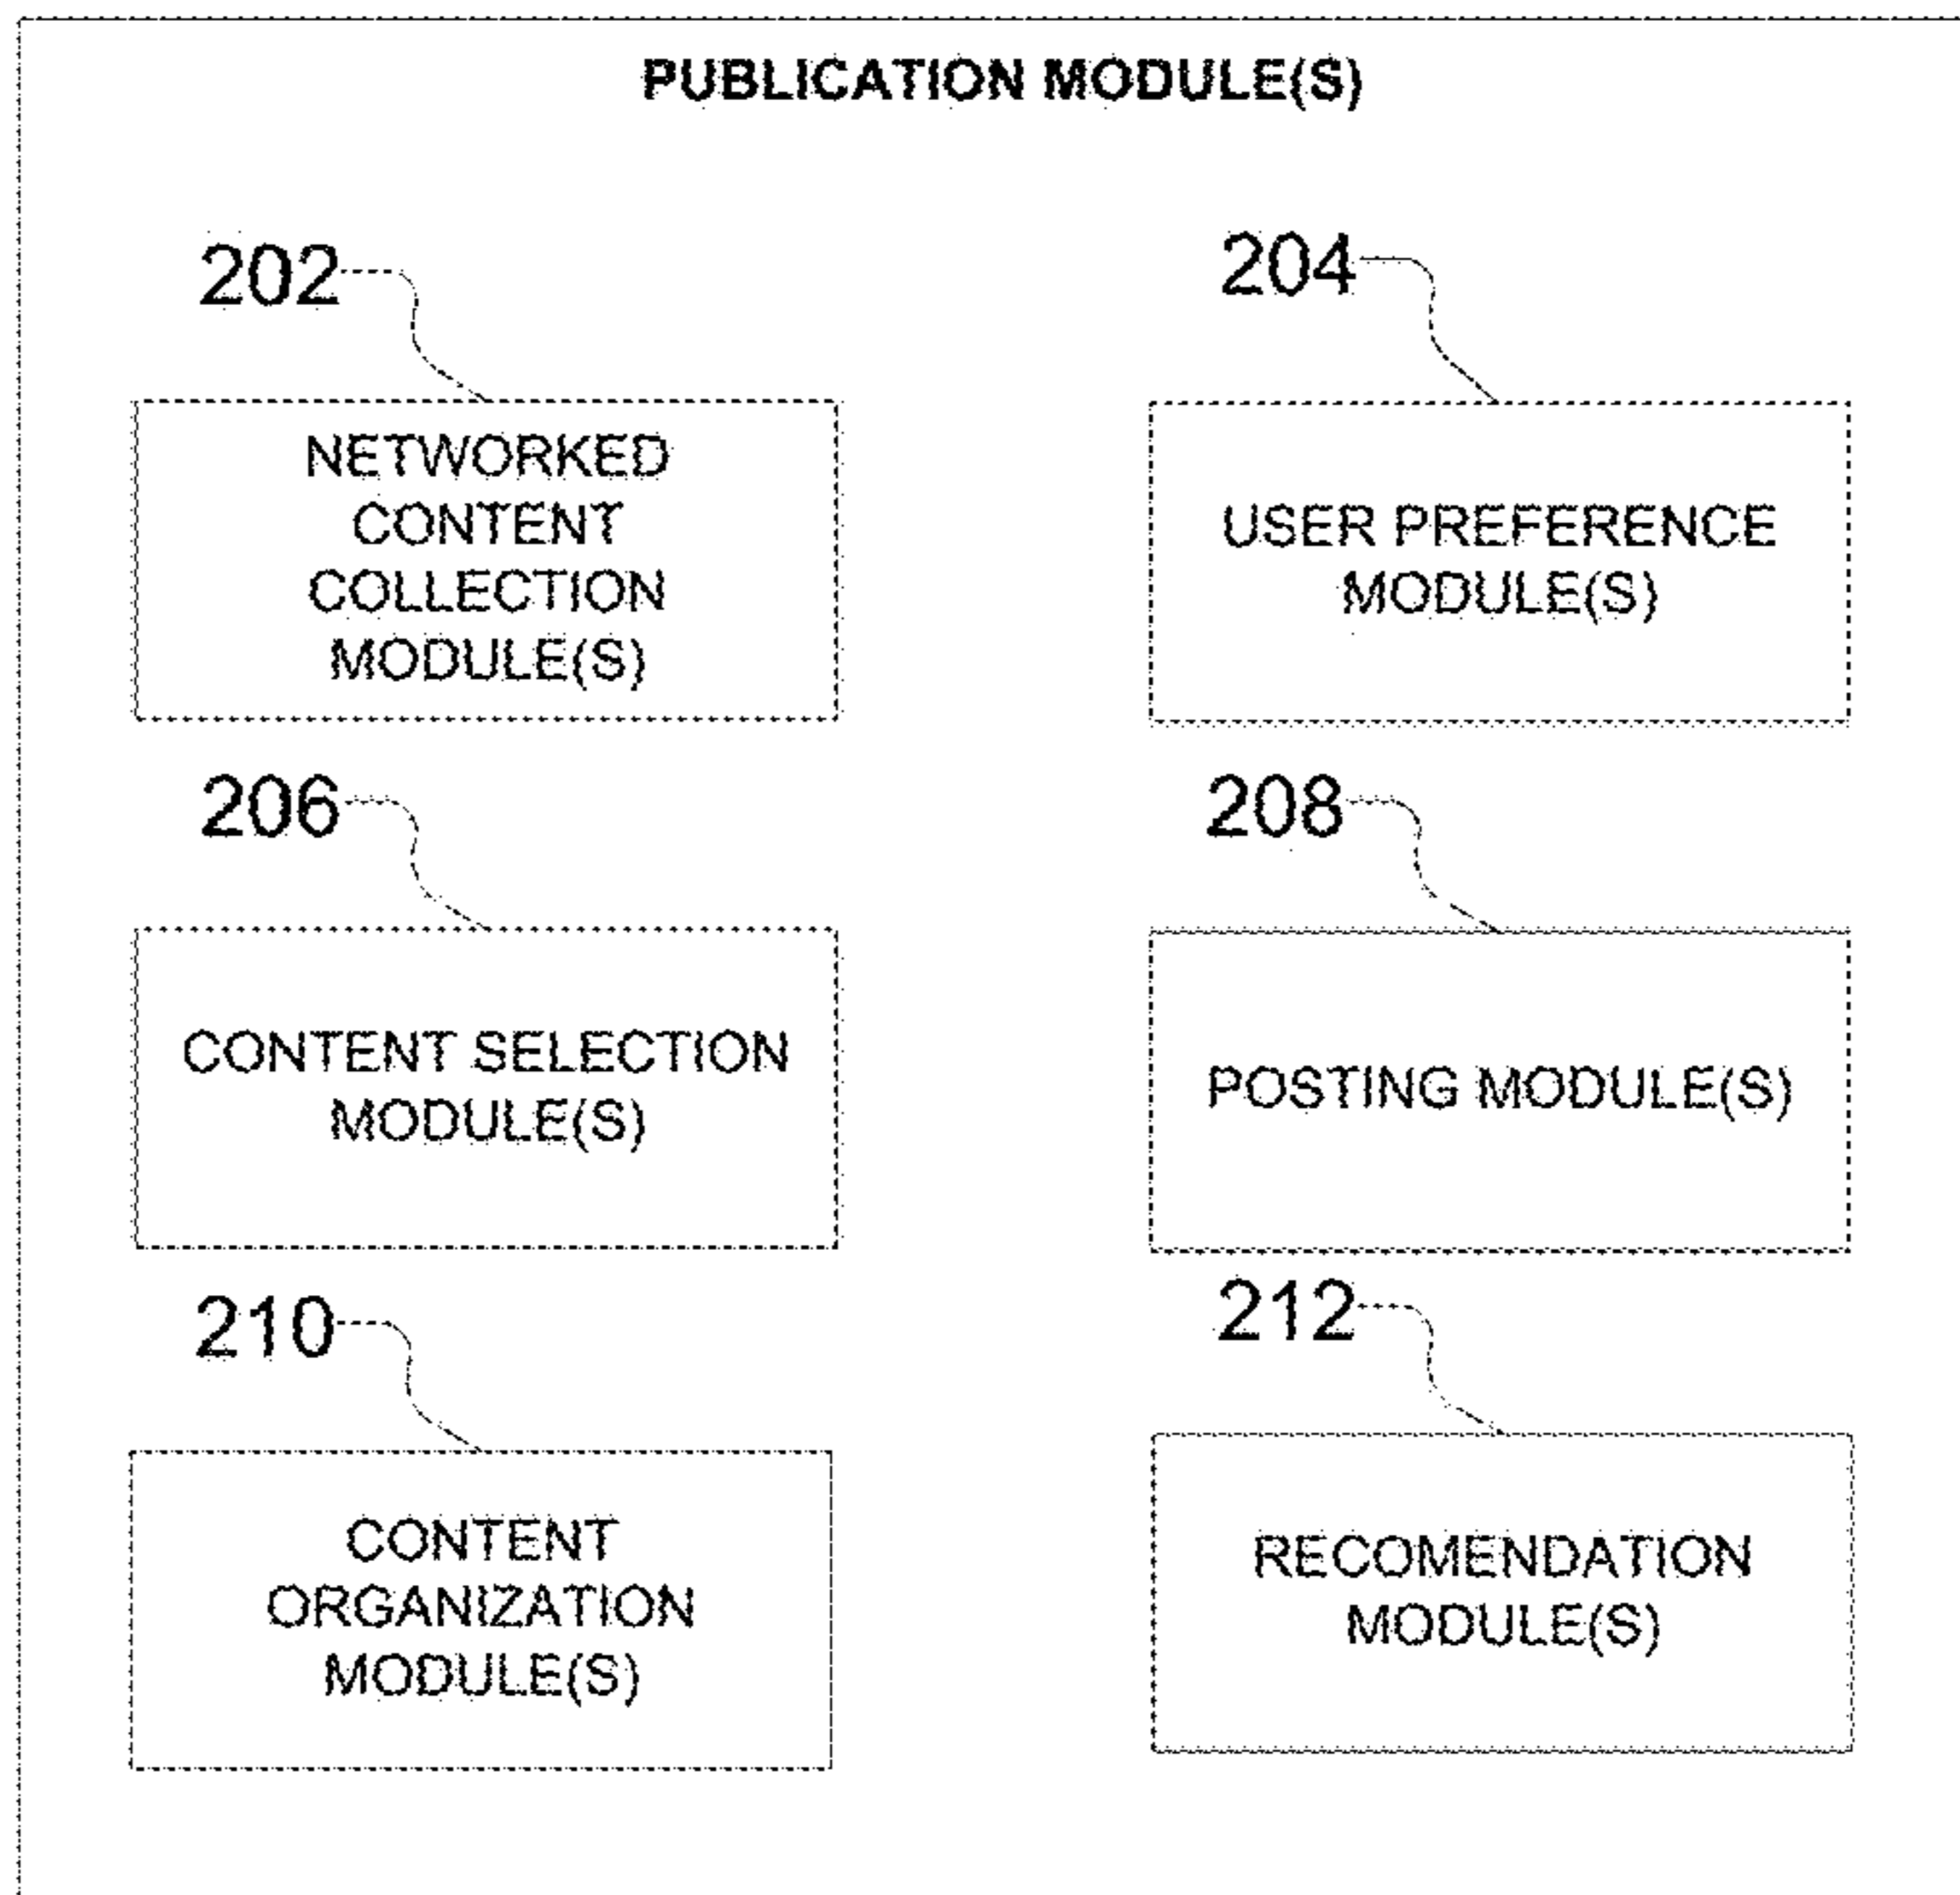 PUBLICATION MODULE(S)
202
NETWORKED
CONTENT
COLLECTION
MODULE(S)
204
USER PREFERENCE
MODULE(S)
206
CONTENT SELECTION
MODULE(S)
208
POSTING MODULE(S)
210
CONTENT
ORGANIZATION
MODULE(S)
212
RECOMENDATION
MODULE(S)